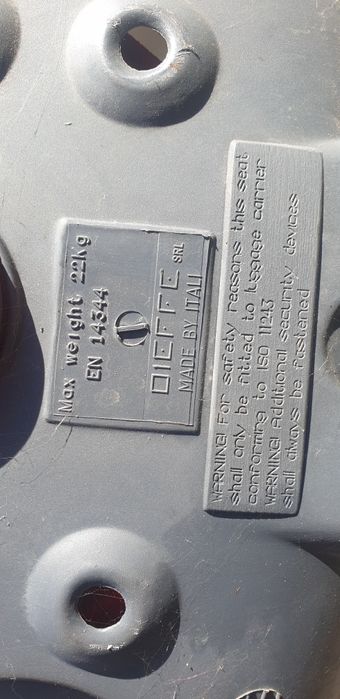 Max weight 22kg
EN 14344
DIEFFE SRL
MADE BY ITALI
WARNING! For safety reasons this seat
shall only be fitted to luggage carrier
conforming to ISO 11243
WARNING! Additional security devices
shall always be fastened